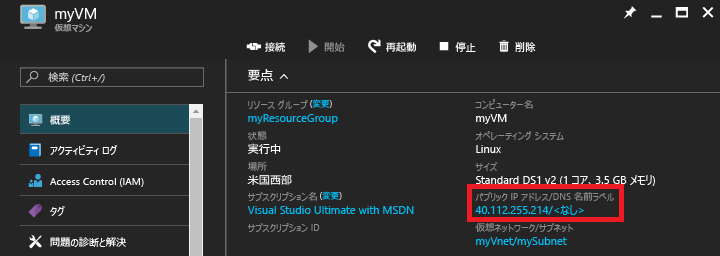 myVM
仮想マシン
接続 開始 再起動 停止 削除
検索 (Ctrl+/)
要点
概要
アクティビティ ログ
Access Control (IAM)
タグ
問題の診断と解決
リソース グループ (変更)
myResourceGroup
状態
実行中
場所
米国西部
サブスクリプション名 (変更)
Visual Studio Ultimate with MSDN
サブスクリプション ID
コンピューター名
myVM
オペレーティング システム
Linux
サイズ
Standard DS1 v2 (1 コア、3.5 GB メモリ)
パブリック IP アドレス/DNS 名前ラベル
40.112.255.214/<なし>
仮想ネットワーク/サブネット
myVnet/mySubnet